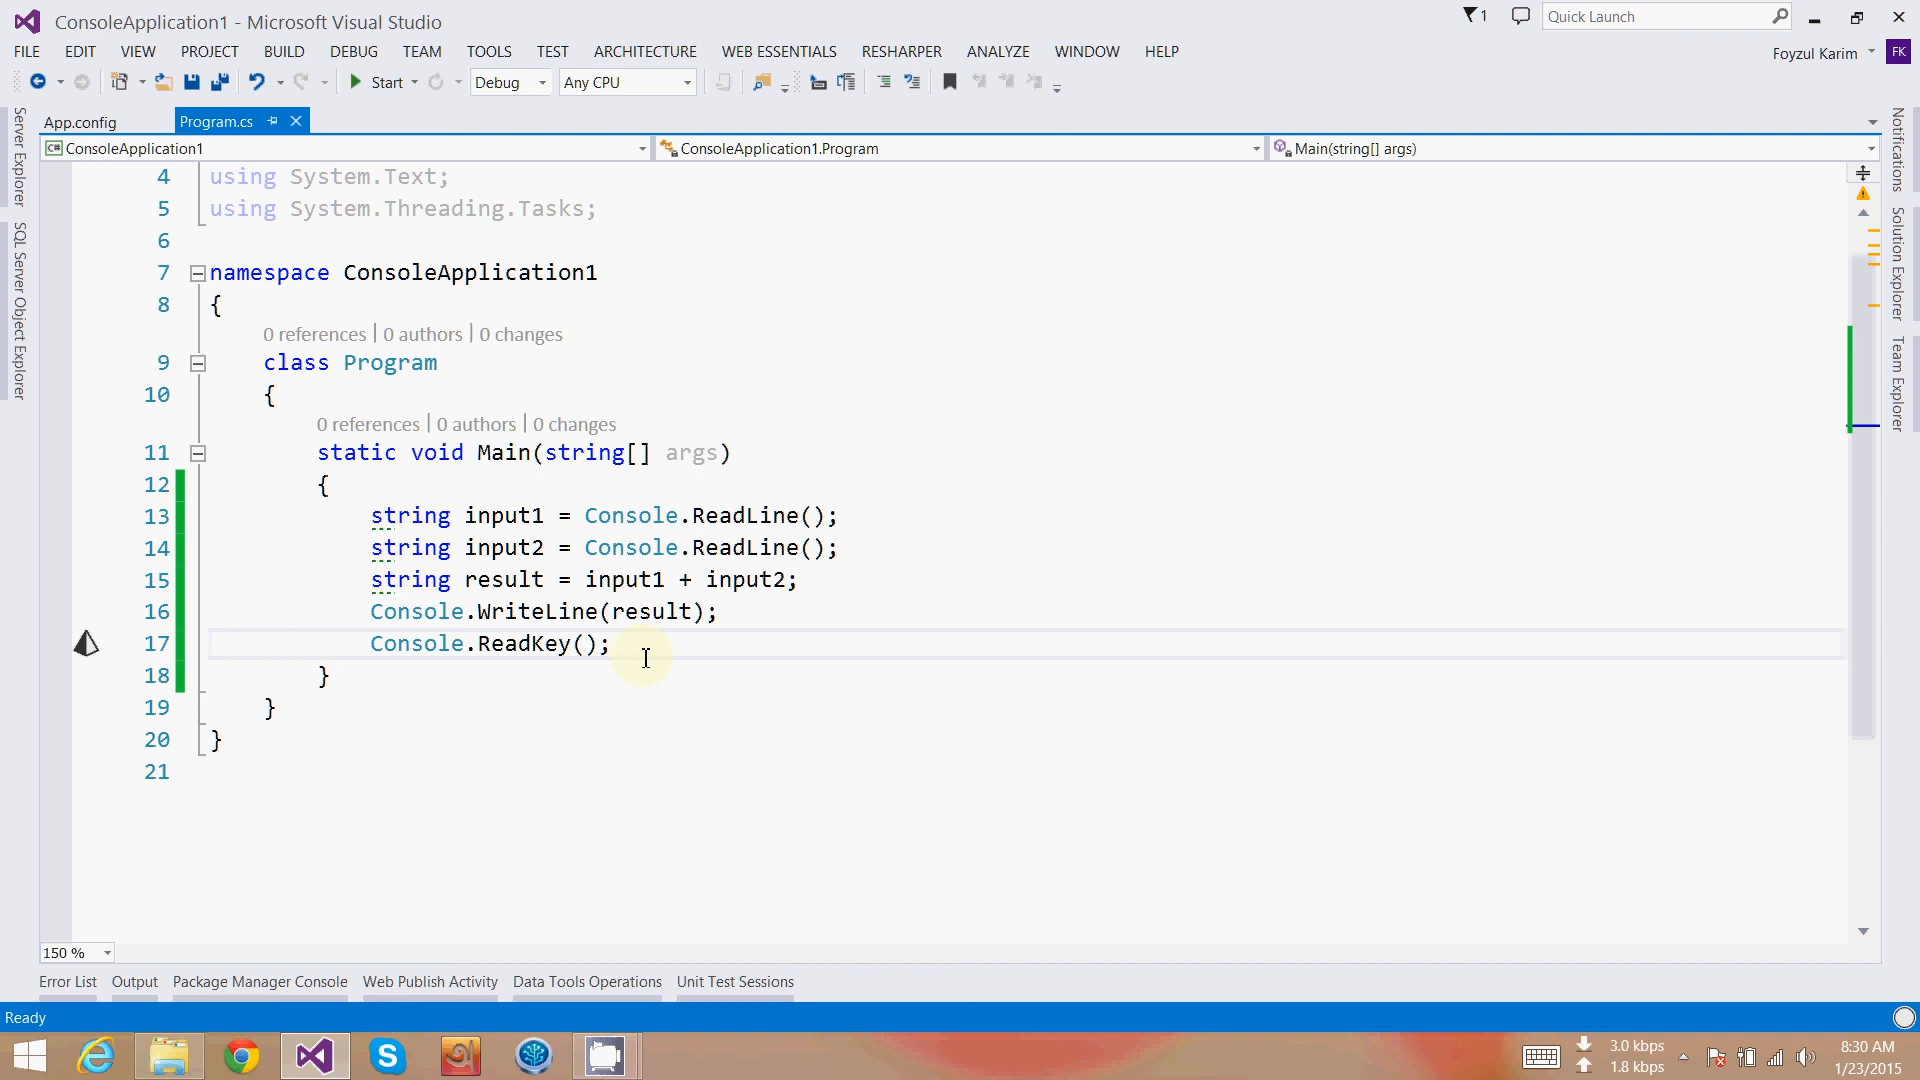 ConsoleApplication1 - Microsoft Visual Studio
1
Quick Launch
FILE EDIT VIEW PROJECT BUILD DEBUG TEAM TOOLS TEST ARCHITECTURE WEB ESSENTIALS RESHARPER ANALYZE WINDOW HELP
Foyzul Karim FK
Start Debug Any CPU
App.config Program.cs
C# ConsoleApplication1 ConsoleApplication1.Program Main(string[] args)
Server Explorer
SQL Server Object Explorer
4 using System.Text;
5 using System.Threading.Tasks;
6
7 namespace ConsoleApplication1
8 {
0 references | 0 authors | 0 changes
9 class Program
10 {
0 references | 0 authors | 0 changes
11 static void Main(string[] args)
12 {
13 string input1 = Console.ReadLine();
14 string input2 = Console.ReadLine();
15 string result = input1 + input2;
16 Console.WriteLine(result);
17 Console.ReadKey();
18 }
19 }
20 }
21
Notifications
Solution Explorer
Team Explorer
150 %
Error List Output Package Manager Console Web Publish Activity Data Tools Operations Unit Test Sessions
Ready
3.0 kbps
1.8 kbps
8:30 AM
1/23/2015